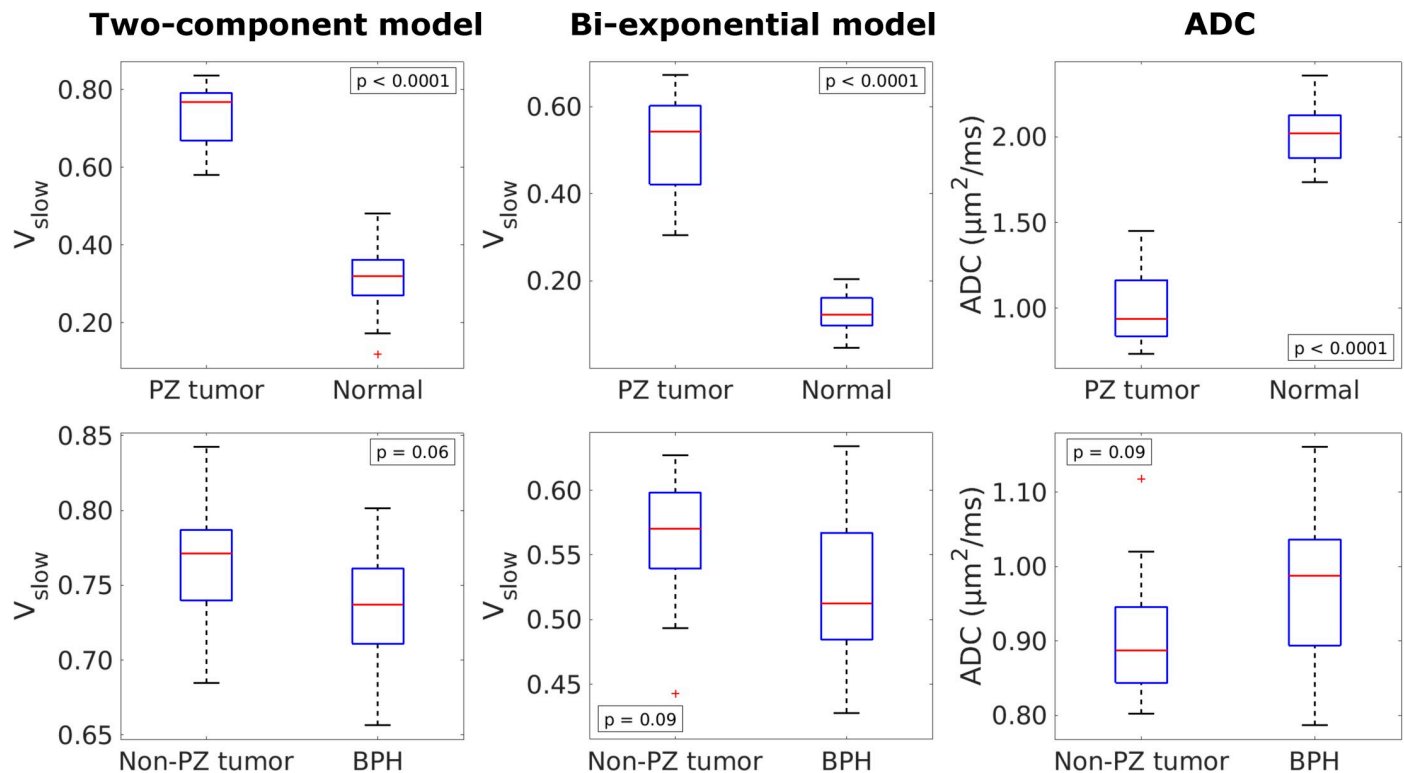 Two-component model
Bi-exponential model
ADC
V_slow
0.80
0.60
0.40
0.20
p < 0.0001
PZ tumor
Normal
V_slow
0.60
0.40
0.20
p < 0.0001
PZ tumor
Normal
ADC (µm²/ms)
2.00
1.50
1.00
p < 0.0001
PZ tumor
Normal
V_slow
0.85
0.80
0.75
0.70
0.65
p = 0.06
Non-PZ tumor
BPH
V_slow
0.60
0.55
0.50
0.45
p = 0.09
Non-PZ tumor
BPH
ADC (µm²/ms)
1.10
1.00
0.90
0.80
p = 0.09
Non-PZ tumor
BPH